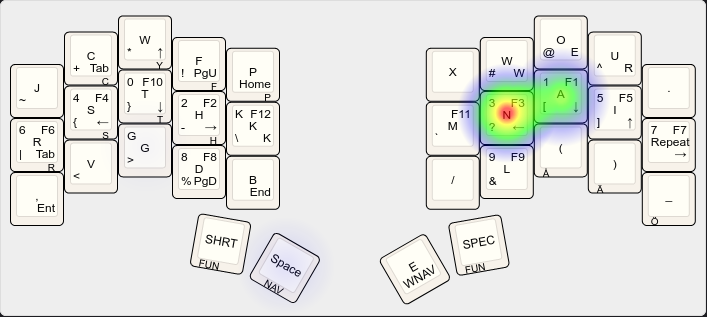 J
~
C
+ Tab
C
W
* ↑
Y
F
! PgU
F
P
Home
P
6 F6
R
| Tab
R
4 F4
S
{ ←
S
0 F10
T
} ↓
T
2 F2
H
- →
H
K F12
K
\ K
,
Ent
V
<
G
G
>
8 F8
D
% PgD
B
End
SHRT
FUN
Space
NAV
X
W
# W
O
@ E
U
^ R
.
F11
M
`
3 F3
N
? ←
1 F1
A
[ ↓
5 F5
I
] ↑
7 F7
Repeat
→
/
9 F9
L
&
(
Å
)
Ä
_
Ö
E
WNAV
SPEC
FUN